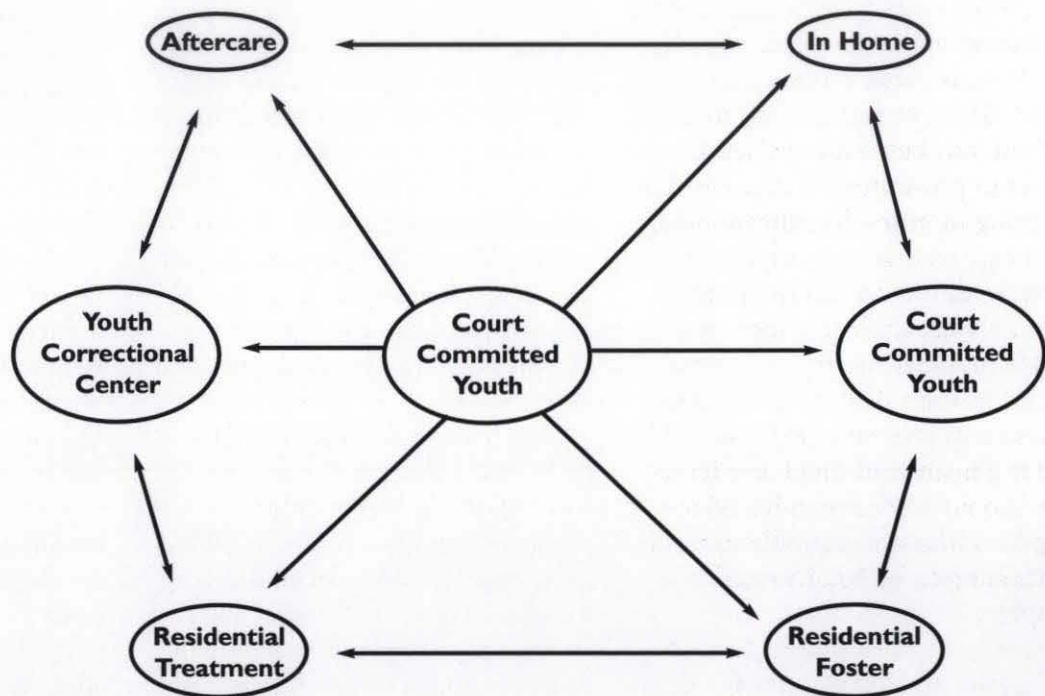 Aftercare
In Home
Youth
Correctional
Center
Court
Committed
Youth
Court
Committed
Youth
Residential
Treatment
Residential
Foster